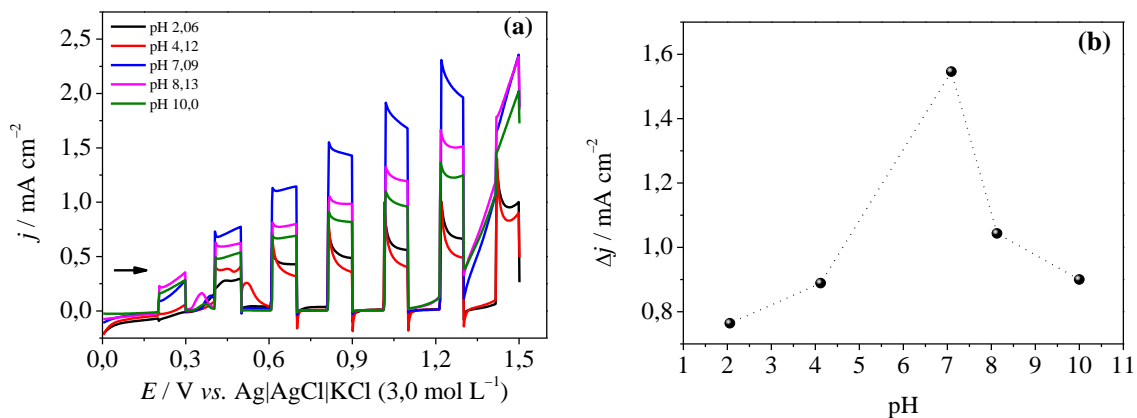 (a)
pH 2,06
pH 4,12
pH 7,09
pH 8,13
pH 10,0
2,5
2,0
1,5
1,0
0,5
0,0
j / mA cm⁻²
0,0 0,3 0,6 0,9 1,2 1,5
E / V vs. Ag|AgCl|KCl (3,0 mol L⁻¹)
(b)
1,6
1,4
1,2
1,0
0,8
Δj / mA cm⁻²
1 2 3 4 5 6 7 8 9 10 11
pH